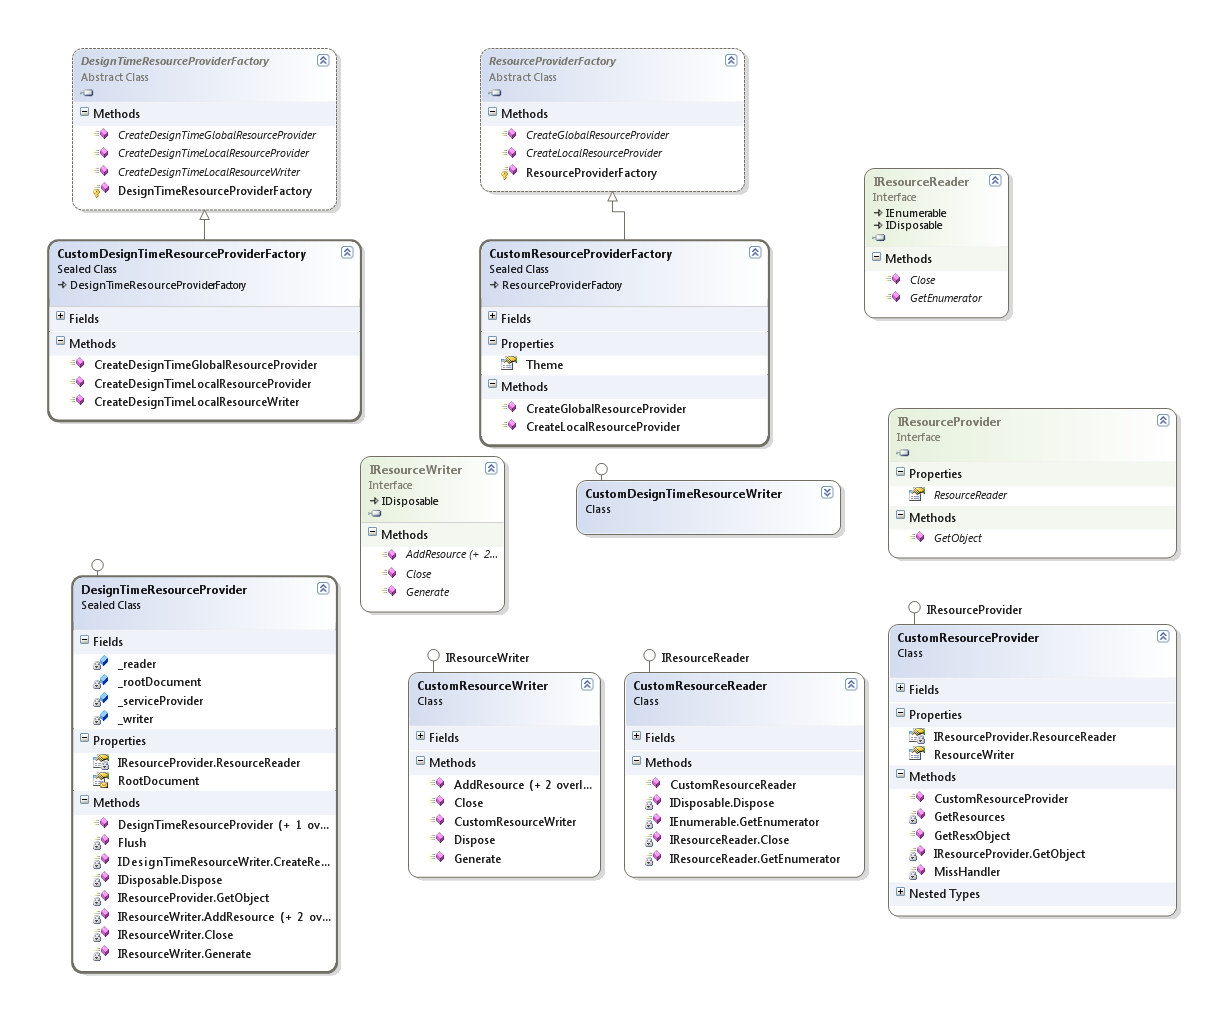 DesignTimeResourceProviderFactory
Abstract Class
Methods
CreateDesignTimeGlobalResourceProvider
CreateDesignTimeLocalResourceProvider
CreateDesignTimeLocalResourceWriter
DesignTimeResourceProviderFactory
ResourceProviderFactory
Abstract Class
Methods
CreateGlobalResourceProvider
CreateLocalResourceProvider
ResourceProviderFactory
IResourceReader
Interface
IEnumerable
IDisposable
Methods
Close
GetEnumerator
CustomDesignTimeResourceProviderFactory
Sealed Class
DesignTimeResourceProviderFactory
Fields
Methods
CreateDesignTimeGlobalResourceProvider
CreateDesignTimeLocalResourceProvider
CreateDesignTimeLocalResourceWriter
CustomResourceProviderFactory
Sealed Class
ResourceProviderFactory
Fields
Properties
Theme
Methods
CreateGlobalResourceProvider
CreateLocalResourceProvider
IResourceProvider
Interface
Properties
ResourceReader
Methods
GetObject
IResourceWriter
Interface
IDisposable
Methods
AddResource (+ 2...
Close
Generate
CustomDesignTimeResourceWriter
Class
DesignTimeResourceProvider
Sealed Class
Fields
_reader
_rootDocument
_serviceProvider
_writer
Properties
IResourceProvider.ResourceReader
RootDocument
Methods
DesignTimeResourceProvider (+ 1 ov...
Flush
IDesignTimeResourceWriter.CreateRe...
IDisposable.Dispose
IResourceProvider.GetObject
IResourceWriter.AddResource (+ 2 ov...
IResourceWriter.Close
IResourceWriter.Generate
IResourceWriter
CustomResourceWriter
Class
Fields
Methods
AddResource (+ 2 overl...
Close
CustomResourceWriter
Dispose
Generate
IResourceReader
CustomResourceReader
Class
Fields
Methods
CustomResourceReader
IDisposable.Dispose
IEnumerable.GetEnumerator
IResourceReader.Close
IResourceReader.GetEnumerator
IResourceProvider
CustomResourceProvider
Class
Fields
Properties
IResourceProvider.ResourceReader
ResourceWriter
Methods
CustomResourceProvider
GetResources
GetResxObject
IResourceProvider.GetObject
MissHandler
Nested Types